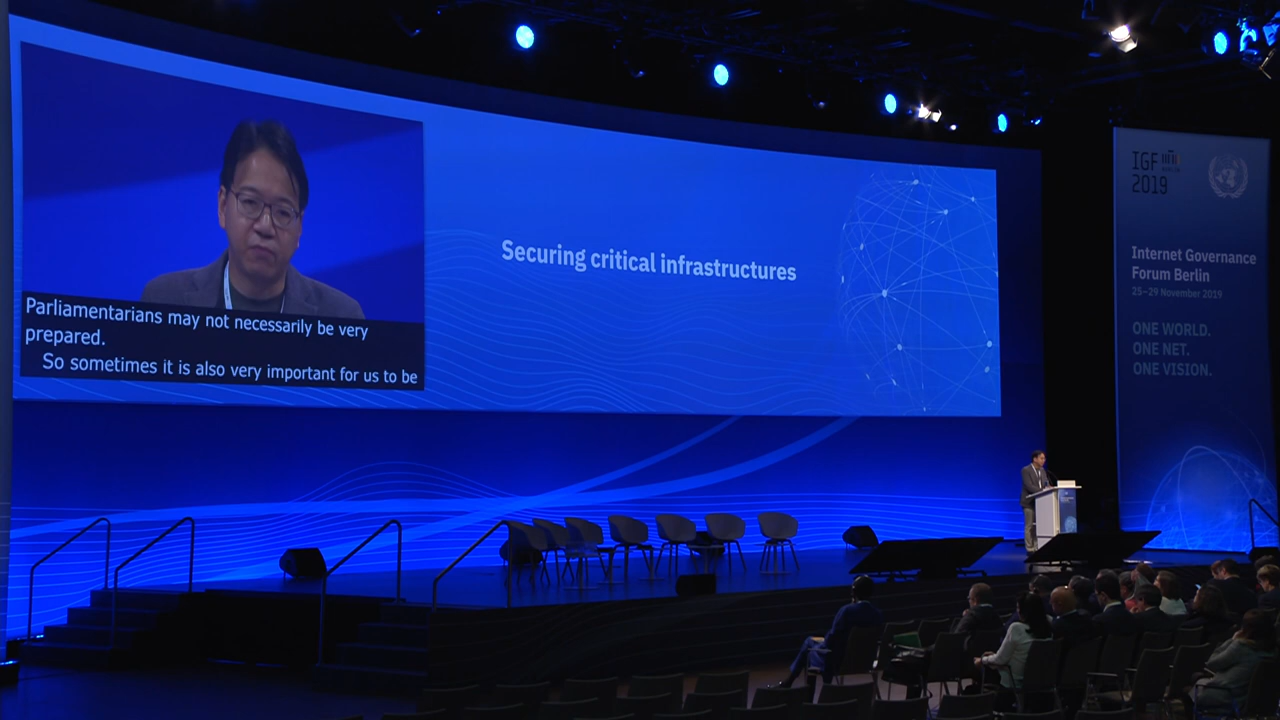 Parliamentarians may not necessarily be very
prepared.
So sometimes it is also very important for us to be
Securing critical infrastructures
IGF
2019
Internet Governance
Forum Berlin
25–29 November 2019
ONE WORLD.
ONE NET.
ONE VISION.